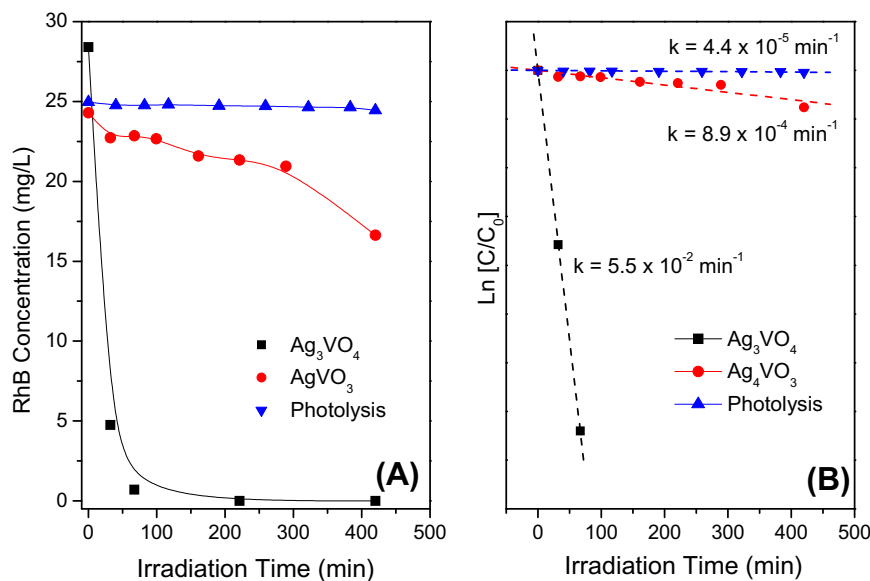 RhB Concentration (mg/L)
30
25
20
15
10
5
0
Ag₃VO₄
AgVO₃
Photolysis
(A)
0 100 200 300 400 500
Irradiation Time (min)
Ln [C/C₀]
k = 4.4 x 10⁻⁵ min⁻¹
k = 8.9 x 10⁻⁴ min⁻¹
k = 5.5 x 10⁻² min⁻¹
Ag₃VO₄
Ag₄VO₃
Photolysis
(B)
0 100 200 300 400 500
Irradiation Time (min)